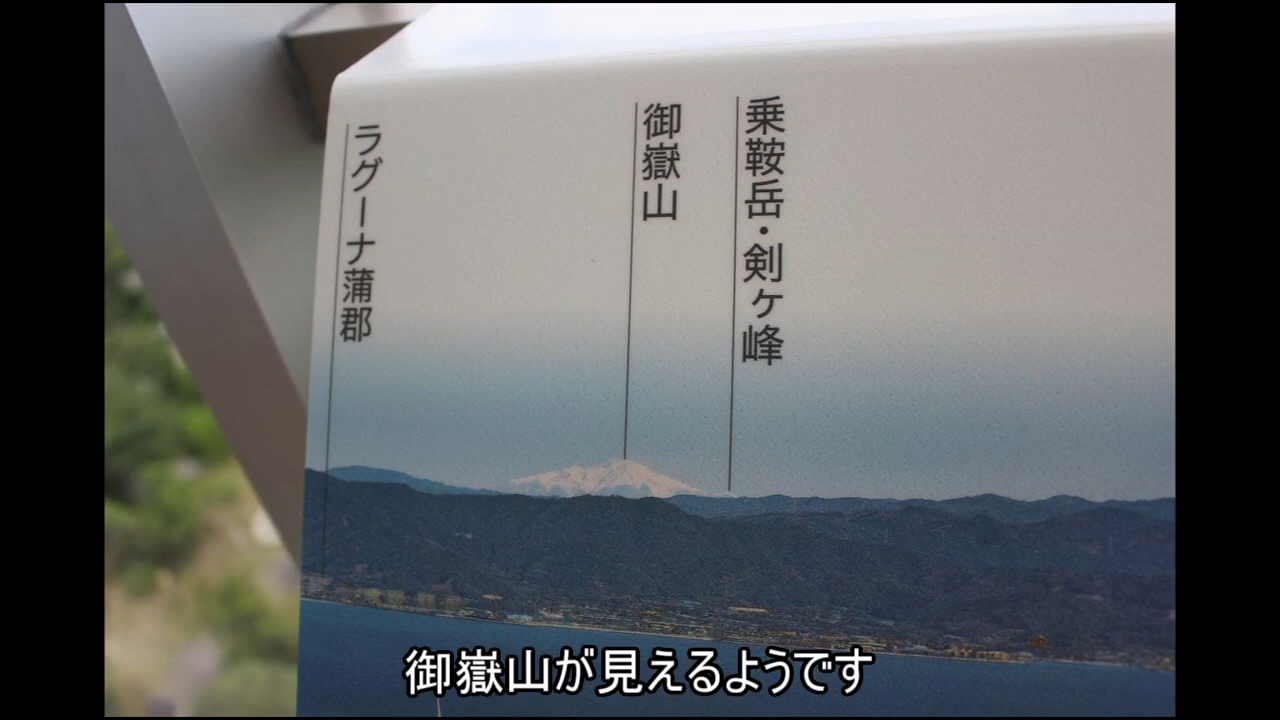 乗鞍岳・剣ヶ峰
御嶽山
ラグーナ蒲郡
御嶽山が見えるようです